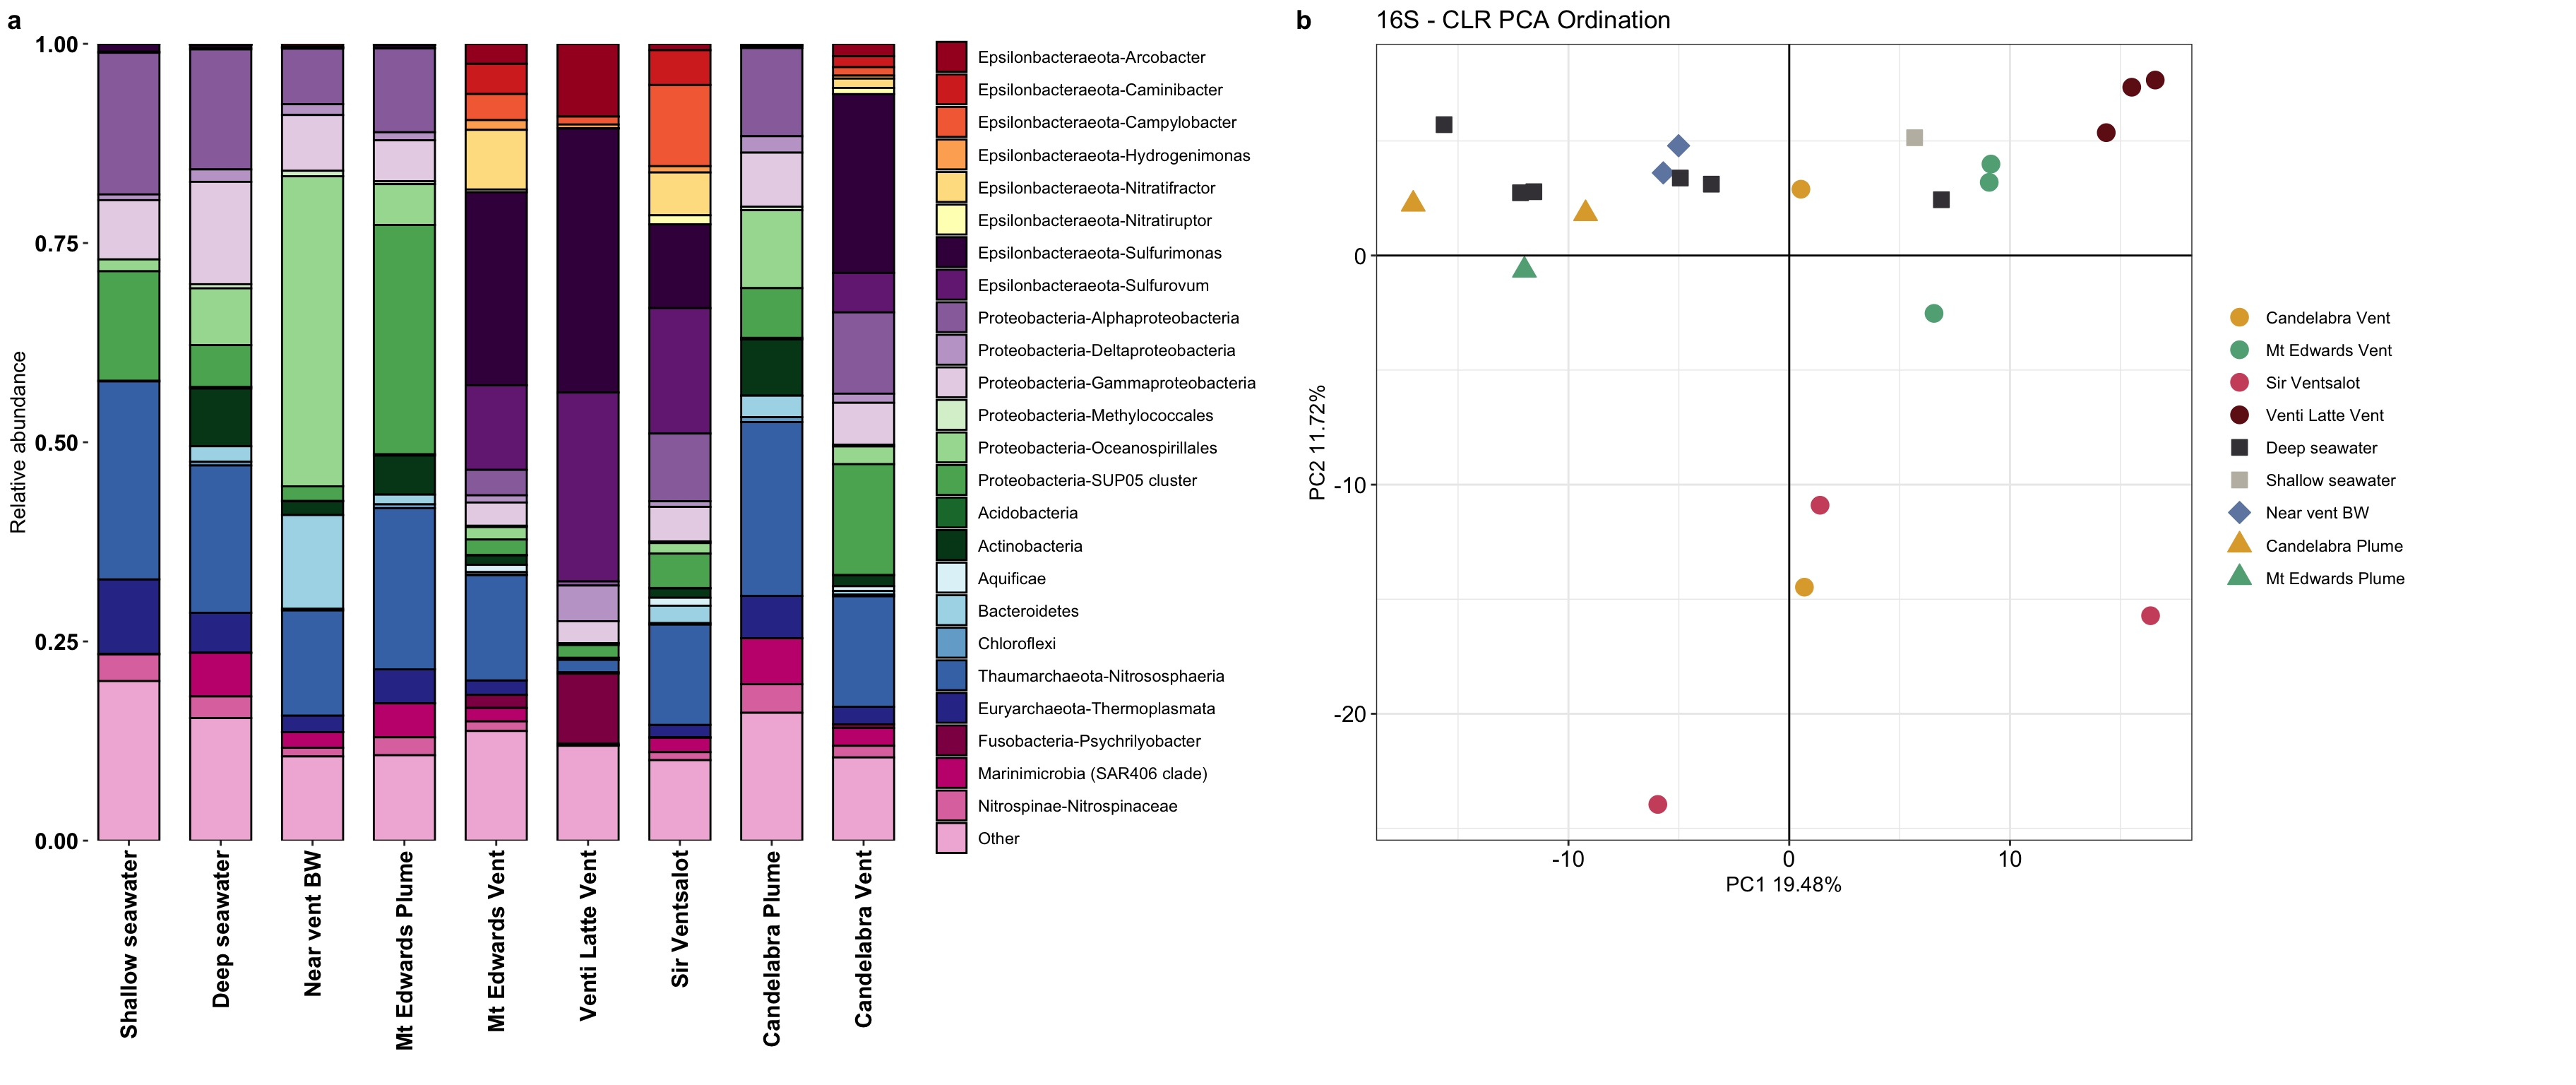 a
1.00
0.75
0.50
0.25
0.00
Relative abundance
Shallow seawater
Deep seawater
Near vent BW
Mt Edwards Plume
Mt Edwards Vent
Venti Latte Vent
Sir Ventsalot
Candelabra Plume
Candelabra Vent
Epsilonbacteraeota-Arcobacter
Epsilonbacteraeota-Caminibacter
Epsilonbacteraeota-Campylobacter
Epsilonbacteraeota-Hydrogenimonas
Epsilonbacteraeota-Nitratifractor
Epsilonbacteraeota-Nitratiruptor
Epsilonbacteraeota-Sulfurimonas
Epsilonbacteraeota-Sulfurovum
Proteobacteria-Alphaproteobacteria
Proteobacteria-Deltaproteobacteria
Proteobacteria-Gammaproteobacteria
Proteobacteria-Methylococcales
Proteobacteria-Oceanospirillales
Proteobacteria-SUP05 cluster
Acidobacteria
Actinobacteria
Aquificae
Bacteroidetes
Chloroflexi
Thaumarchaeota-Nitrososphaeria
Euryarchaeota-Thermoplasmata
Fusobacteria-Psychrilyobacter
Marinimicrobia (SAR406 clade)
Nitrospinae-Nitrospinaceae
Other
b
16S - CLR PCA Ordination
0
-10
-20
PC2 11.72%
-10
0
10
PC1 19.48%
Candelabra Vent
Mt Edwards Vent
Sir Ventsalot
Venti Latte Vent
Deep seawater
Shallow seawater
Near vent BW
Candelabra Plume
Mt Edwards Plume